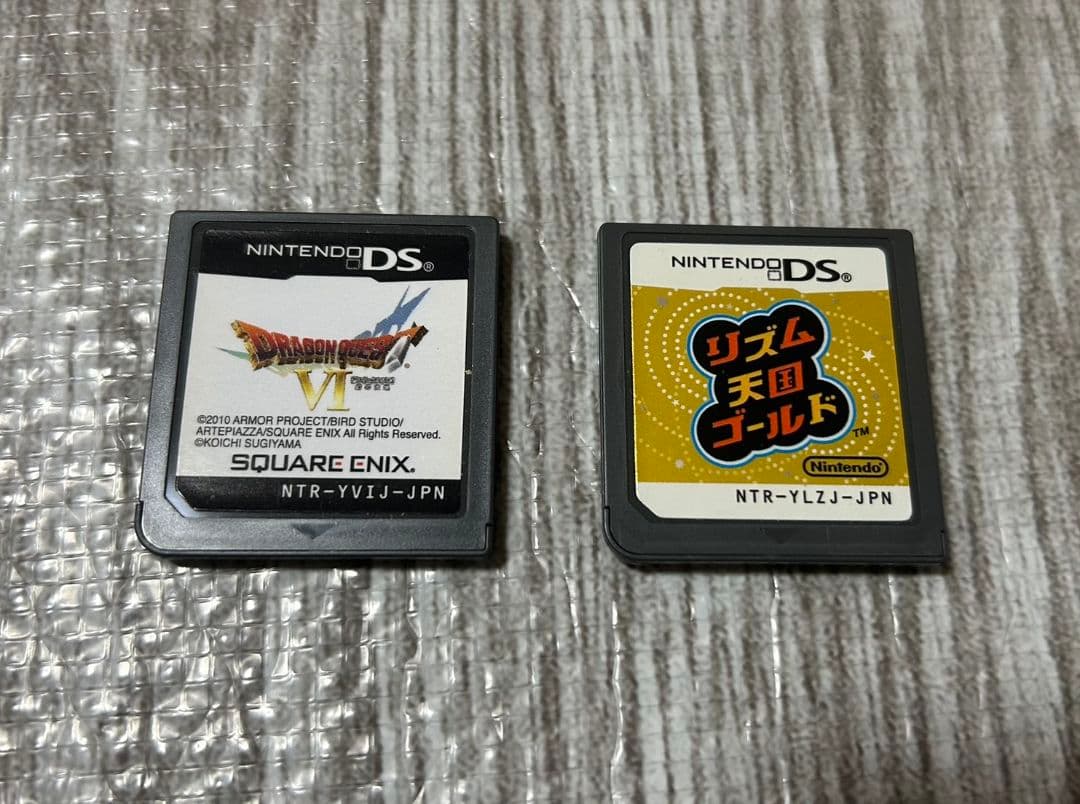 NINTENDO DS®
DRAGON QUEST
VI
©2010 ARMOR PROJECT/BIRD STUDIO/
ARTEPIAZZA/SQUARE ENIX All Rights Reserved.
©KOICHI SUGIYAMA
SQUARE ENIX.
NTR-YVIJ-JPN
NINTENDO DS®
リズム
天国
ゴールド
TM
Nintendo
NTR-YLZJ-JPN